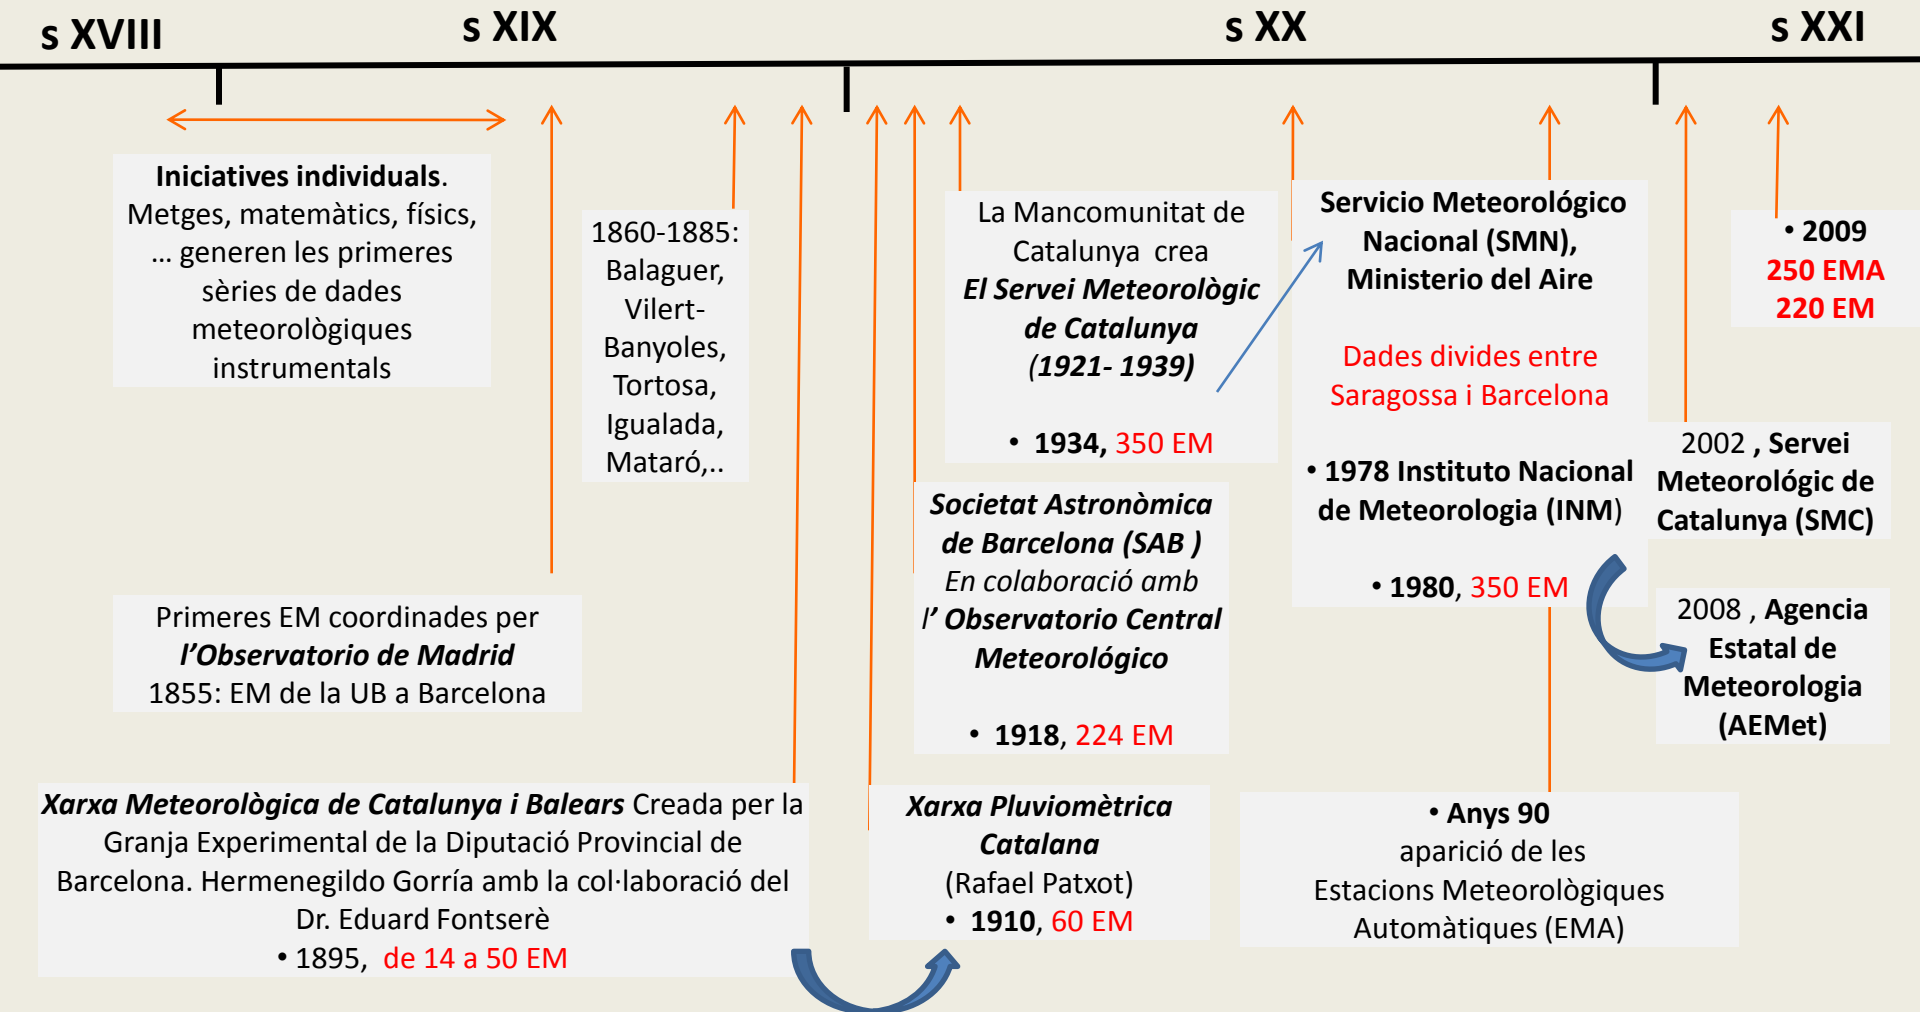 s XVIII
s XIX
s XX
s XXI
Iniciatives individuals.
Metges, matemàtics, físics,
... generen les primeres
sèries de dades
meteorològiques
instrumentals
1860-1885:
Balaguer,
Vilert-
Banyoles,
Tortosa,
Igualada,
Mataró,..
Primeres EM coordinades per
l’Observatorio de Madrid
1855: EM de la UB a Barcelona
Xarxa Meteorològica de Catalunya i Balears Creada per la
Granja Experimental de la Diputació Provincial de
Barcelona. Hermenegildo Gorría amb la col·laboració del
Dr. Eduard Fontserè
• 1895, de 14 a 50 EM
La Mancomunitat de
Catalunya crea
El Servei Meteorològic
de Catalunya
(1921- 1939)
• 1934, 350 EM
Societat Astronòmica
de Barcelona (SAB )
En colaboració amb
l’ Observatorio Central
Meteorológico
• 1918, 224 EM
Xarxa Pluviomètrica
Catalana
(Rafael Patxot)
• 1910, 60 EM
Servicio Meteorológico
Nacional (SMN),
Ministerio del Aire
Dades divides entre
Saragossa i Barcelona
• 1978 Instituto Nacional
de Meteorologia (INM)
• 1980, 350 EM
• Anys 90
aparició de les
Estacions Meteorològiques
Automàtiques (EMA)
• 2009
250 EMA
220 EM
2002 , Servei
Meteorológic de
Catalunya (SMC)
2008 , Agencia
Estatal de
Meteorologia
(AEMet)